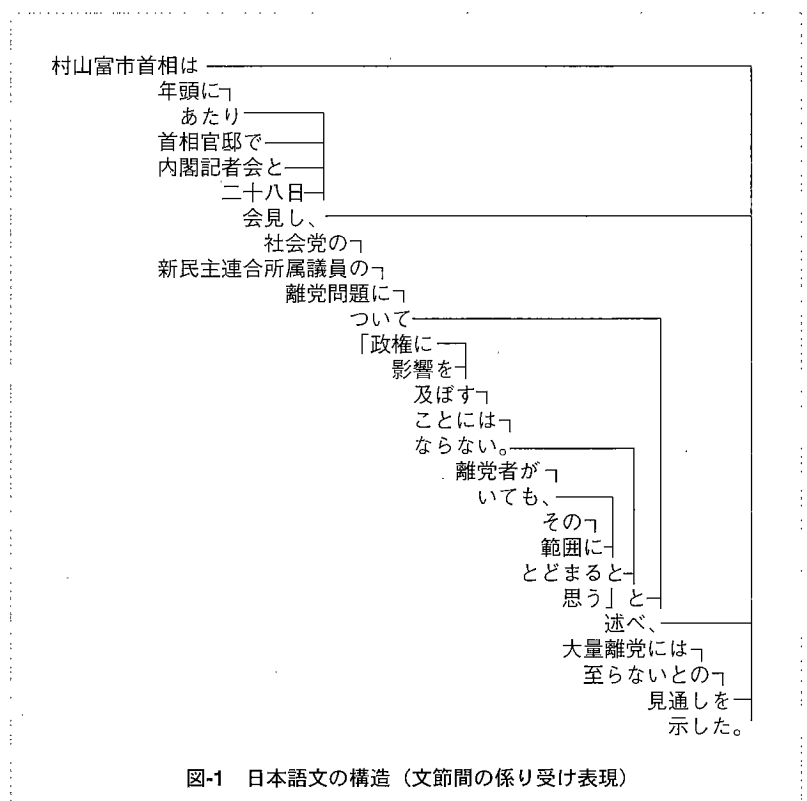 村山富市首相は
年頭に
あたり
首相官邸で
内閣記者会と
二十八日
会見し、
社会党の
新民主連合所属議員の
離党問題に
ついて
「政権に
影響を
及ぼす
ことには
ならない。
離党者が
いても、
その
範囲に
とどまると
思う」と
述べ、
大量離党には
至らないとの
見通しを
示した。
図-1 日本語文の構造（文節間の係り受け表現）